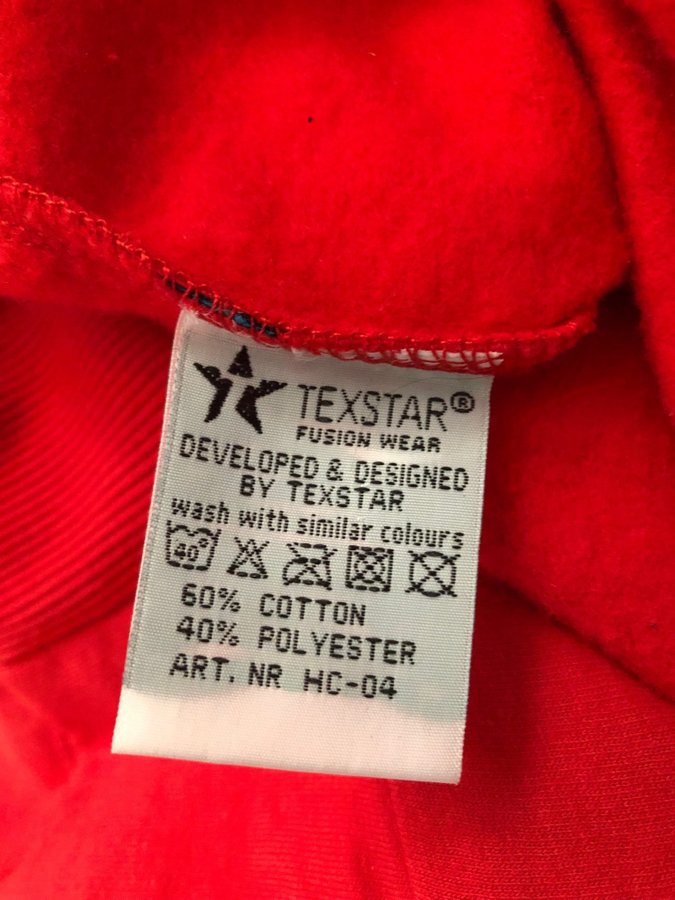 TEXSTAR®
FUSION WEAR
DEVELOPED & DESIGNED
BY TEXSTAR
wash with similar colours
40°
60% COTTON
40% POLYESTER
ART. NR HC-04